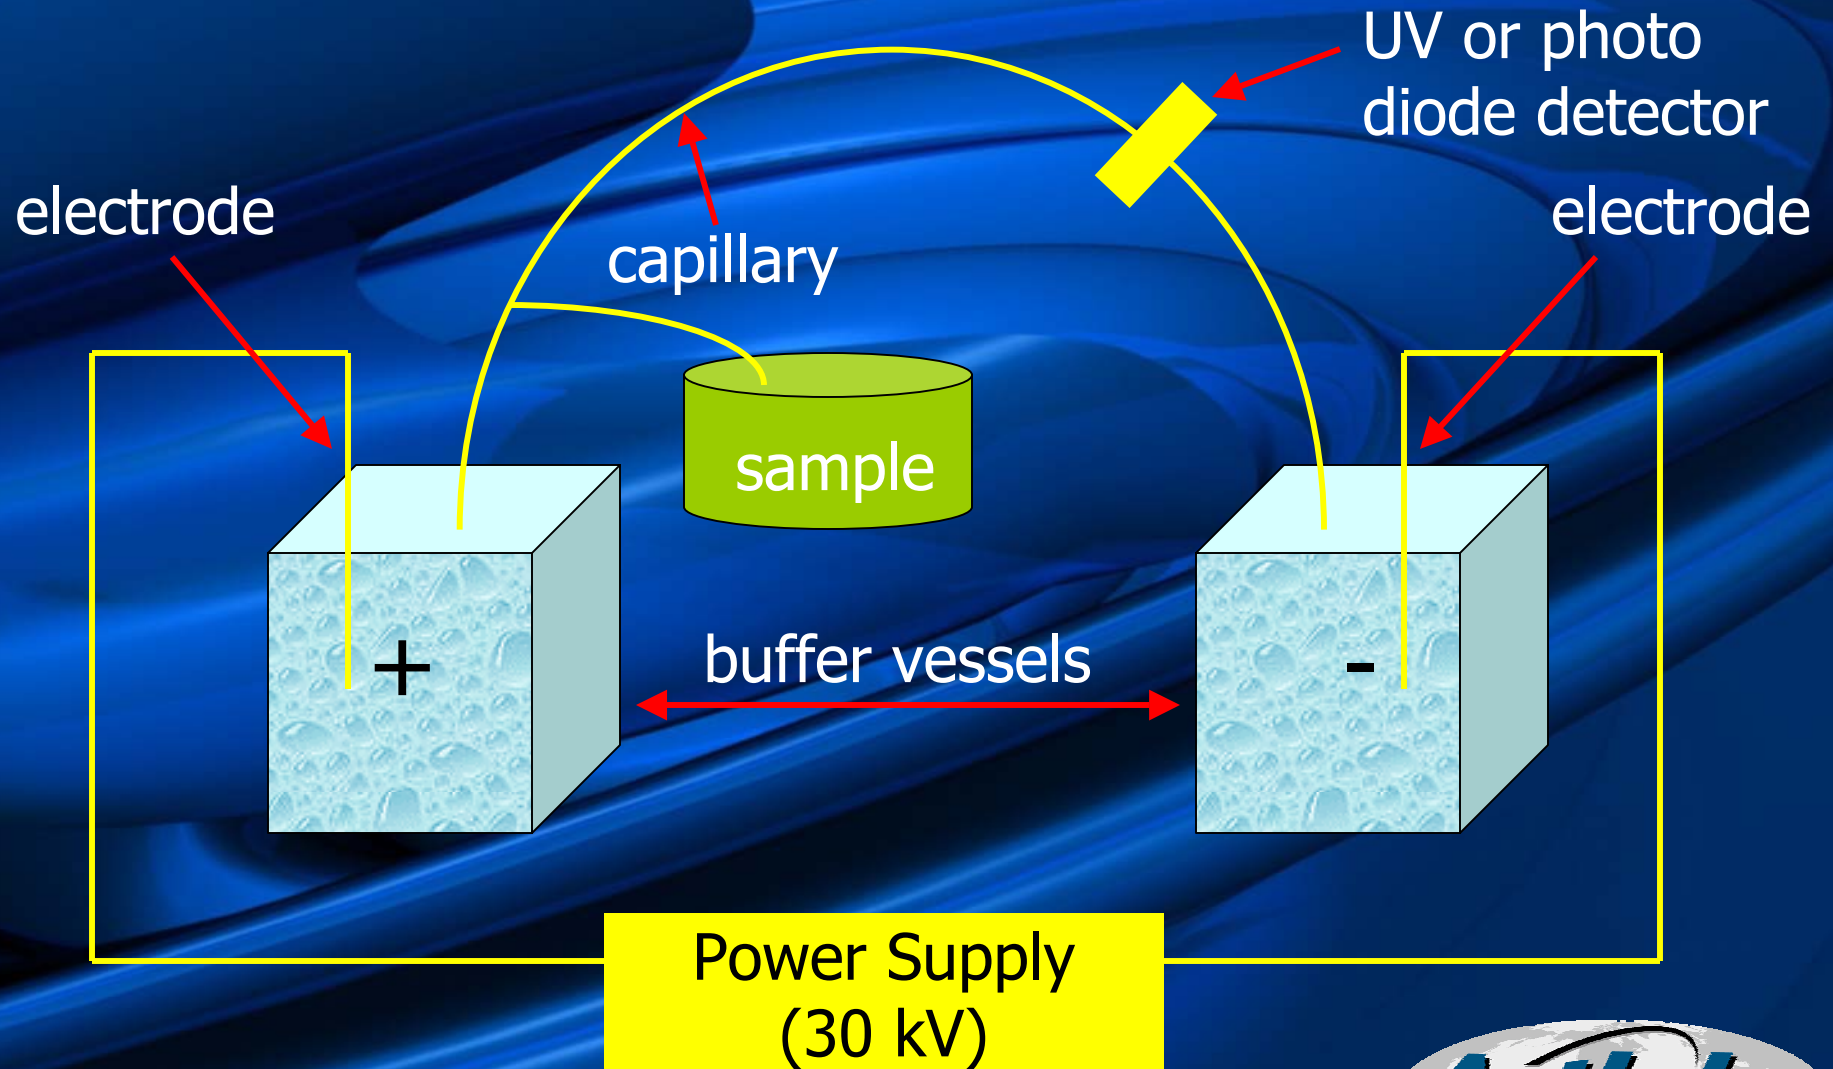 UV or photo
diode detector
electrode
electrode
capillary
sample
+
-
buffer vessels
Power Supply
(30 kV)